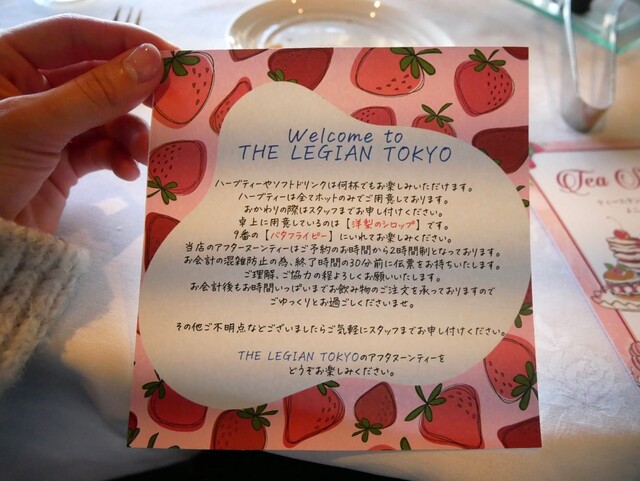 Welcome to
THE LEGIAN TOKYO
ハーブティーやソフトドリンクは何杯でもお楽しみいただけます。
ハーブティーは全てホットのみでご用意しております。
おかわりの際はスタッフまでお申し付けください。
卓上に用意しているのは【洋梨のシロップ】です。
9番の【バタフライピー】にいれてお楽しみください。
当店のアフタヌーンティーはご予約のお時間から2時間制となっております。
お会計の混雑防止の為、終了時間の30分前に伝票をお持ちいたします。
ご理解、ご協力の程よろしくお願いいたします。
お会計後もお時間いっぱいまでお飲み物のご注文を承っておりますので
ごゆっくりとお過ごしくださいませ。
その他ご不明点などございましたらご気軽にスタッフまでお申し付けください。
THE LEGIAN TOKYOのアフタヌーンティーを
どうぞお楽しみください。
Tea S